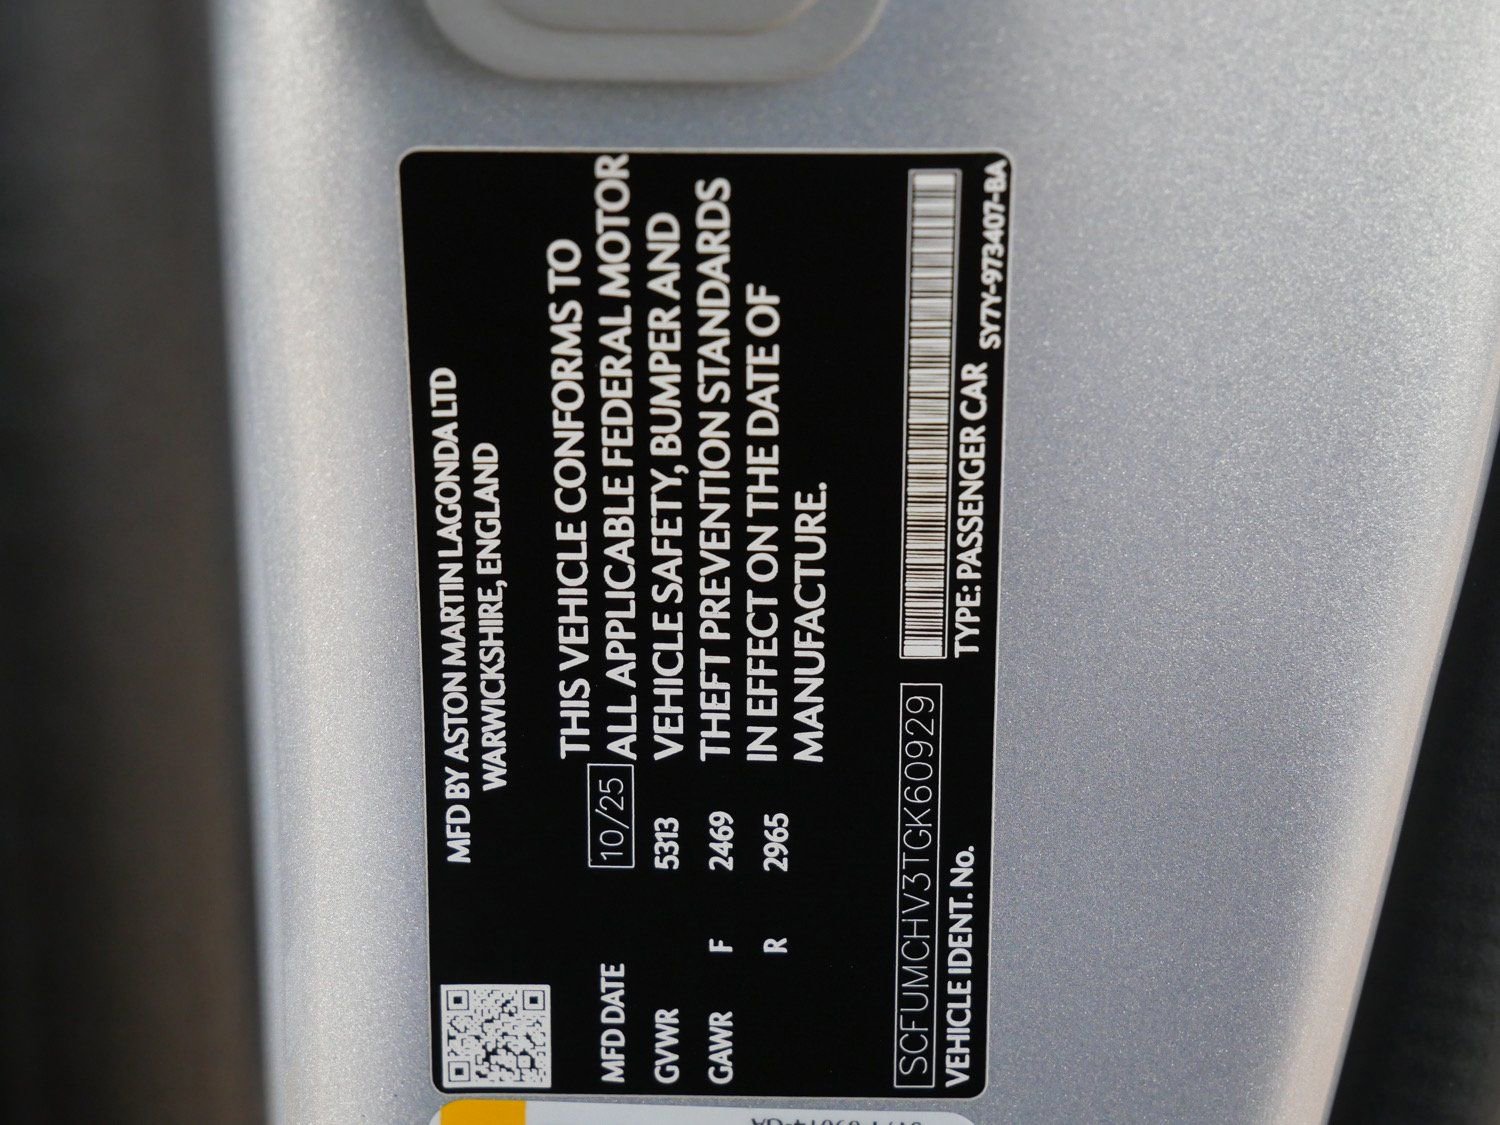 MFD BY ASTON MARTIN LAGONDA LTD
WARWICKSHIRE, ENGLAND
MFD DATE 10/25
GVWR 5313
GAWR F 2469
R 2965
THIS VEHICLE CONFORMS TO
ALL APPLICABLE FEDERAL MOTOR
VEHICLE SAFETY, BUMPER AND
THEFT PREVENTION STANDARDS
IN EFFECT ON THE DATE OF
MANUFACTURE.
SCFUMCHV3TGK60929
VEHICLE IDENT. No. TYPE: PASSENGER CAR SY7Y-973407-BA